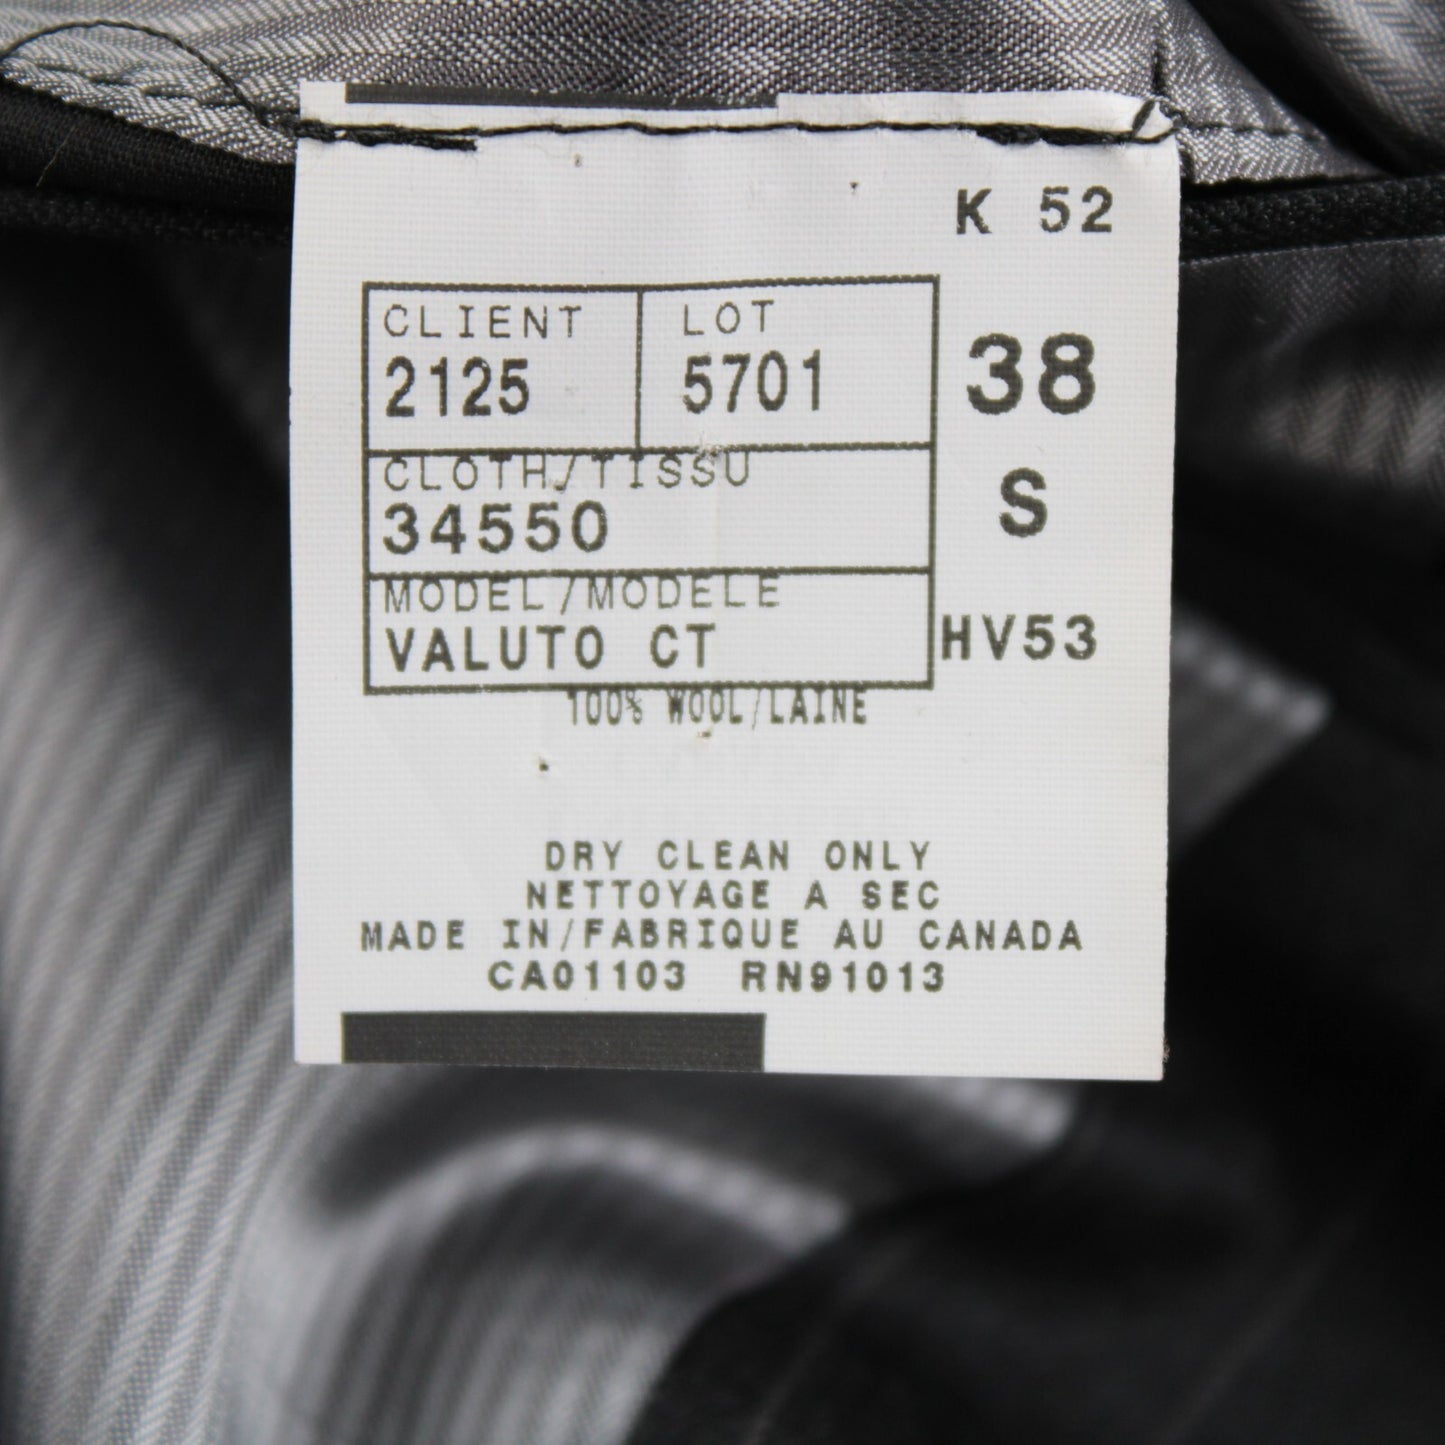 K 52
CLIENT LOT
2125 5701
38
CLOTH/TISSU
34550
S
MODEL/MODELE
VALUTO CT
HV53
100% WOOL/LAINE
DRY CLEAN ONLY
NETTOYAGE A SEC
MADE IN/FABRIQUE AU CANADA
CA01103 RN91013